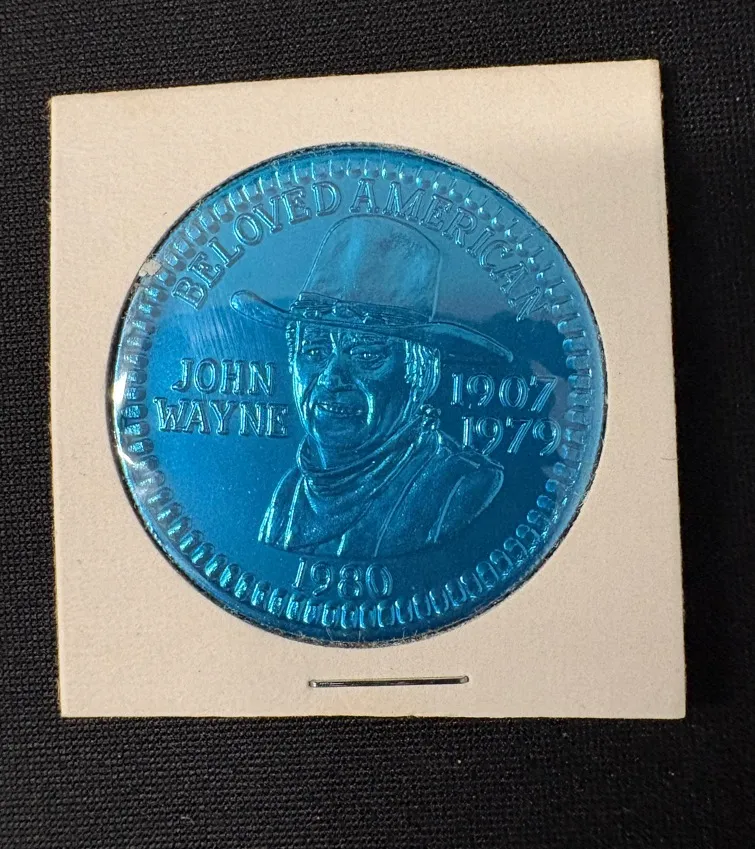 BELOVED AMERICAN
JOHN
WAYNE
1907
1979
1980